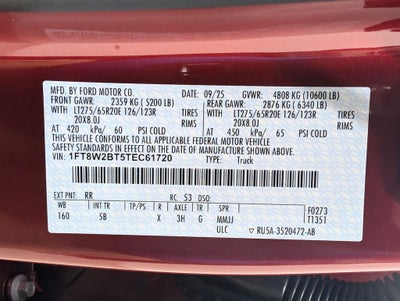 MFD. BY FORD MOTOR CO. 09/25 GVWR: 4808 KG (10600 LB)
FRONT GAWR: 2359 KG ( 5200 LB) REAR GAWR: 2876 KG ( 6340 LB)
LT275/65R20E 126/123R TIRES LT275/65R20E 126/123R TIRES
20X8.0J RIMS 20X8.0J RIMS
AT 420 kPa/ 60 PSI COLD AT 450 kPa/ 65 PSI COLD
THIS VEHICLE CONFORMS TO ALL APPLICABLE FEDERAL MOTOR VEHICLE
SAFETY STANDARDS IN EFFECT ON THE DATE OF MANUFACTURE SHOWN ABOVE.
VIN: 1FT8W2BT5TEC61720 TYPE: Truck
EXT PNT: RR RC: 53 DSO:
WB INT TR TP/PS R AXLE TR SPR F0273
160 5B X 3H G MMJJ T1351
ULC RU5A-3520472-AB